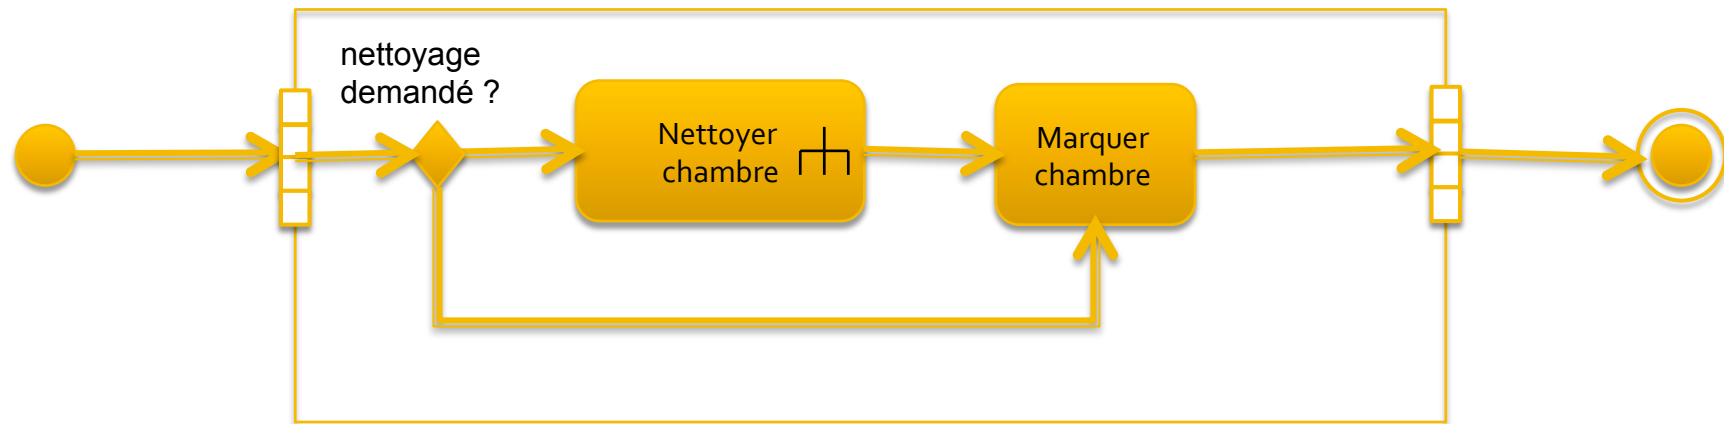 nettoyage
demandé ?
Nettoyer
chambre
Marquer
chambre